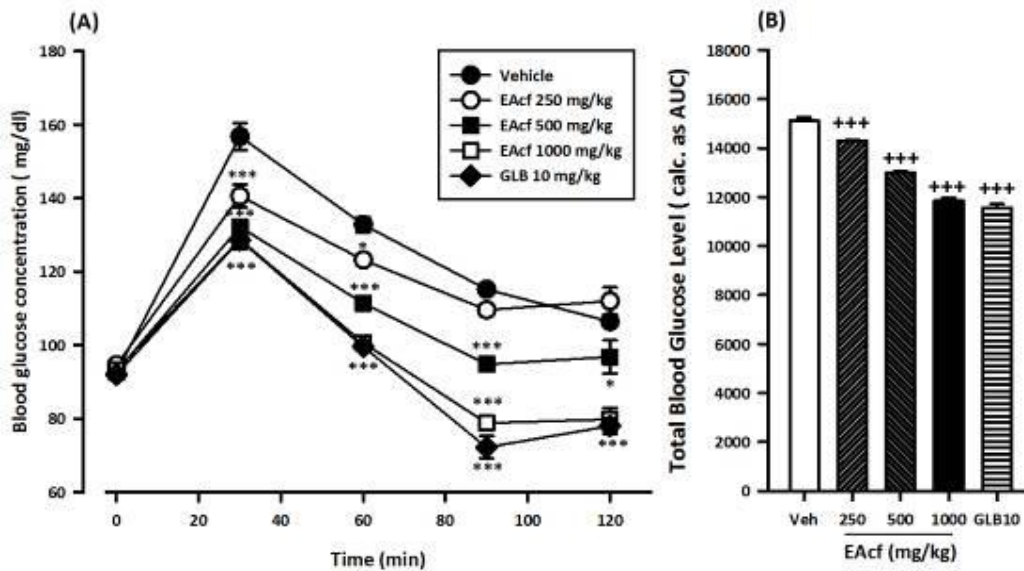 (A)
Blood glucose concentration ( mg/dl)
180
160
140
120
100
80
60
0 20 40 60 80 100 120
Time (min)
Vehicle
EAcf 250 mg/kg
EAcf 500 mg/kg
EAcf 1000 mg/kg
GLB 10 mg/kg
***
***
***
*
***
***
***
***
***
*
***
(B)
Total Blood Glucose Level ( calc. as AUC)
18000
16000
14000
12000
10000
8000
6000
4000
2000
0
+++
+++
+++
+++
Veh 250 500 1000 GLB10
EAcf (mg/kg)